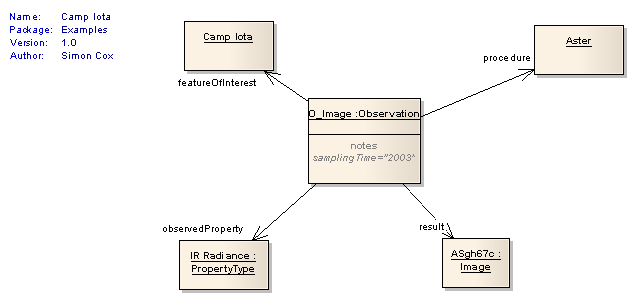 Name: Camp Iota
Package: Examples
Version: 1.0
Author: Simon Cox
Camp Iota
Aster
procedure
featureOfInterest
O_Image :Observation
notes
samplingTime="2003"
observedProperty
result
IR Radiance :
PropertyType
ASgh67c :
Image